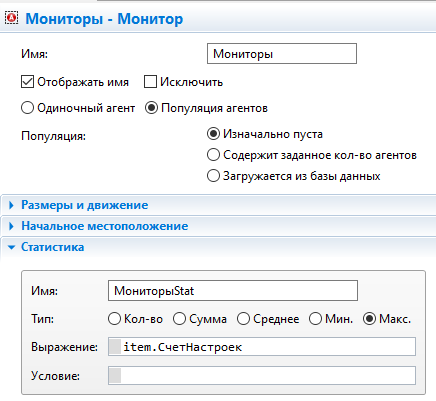 Мониторы - Монитор
Имя: Мониторы
Отображать имя Исключить
Одиночный агент Популяция агентов
Популяция: Изначально пуста
Содержит заданное кол-во агентов
Загружается из базы данных
Размеры и движение
Начальное местоположение
Статистика
Имя: МониторыStat
Тип: Кол-во Сумма Среднее Мин. Макс.
Выражение: item.СчетНастроек
Условие: